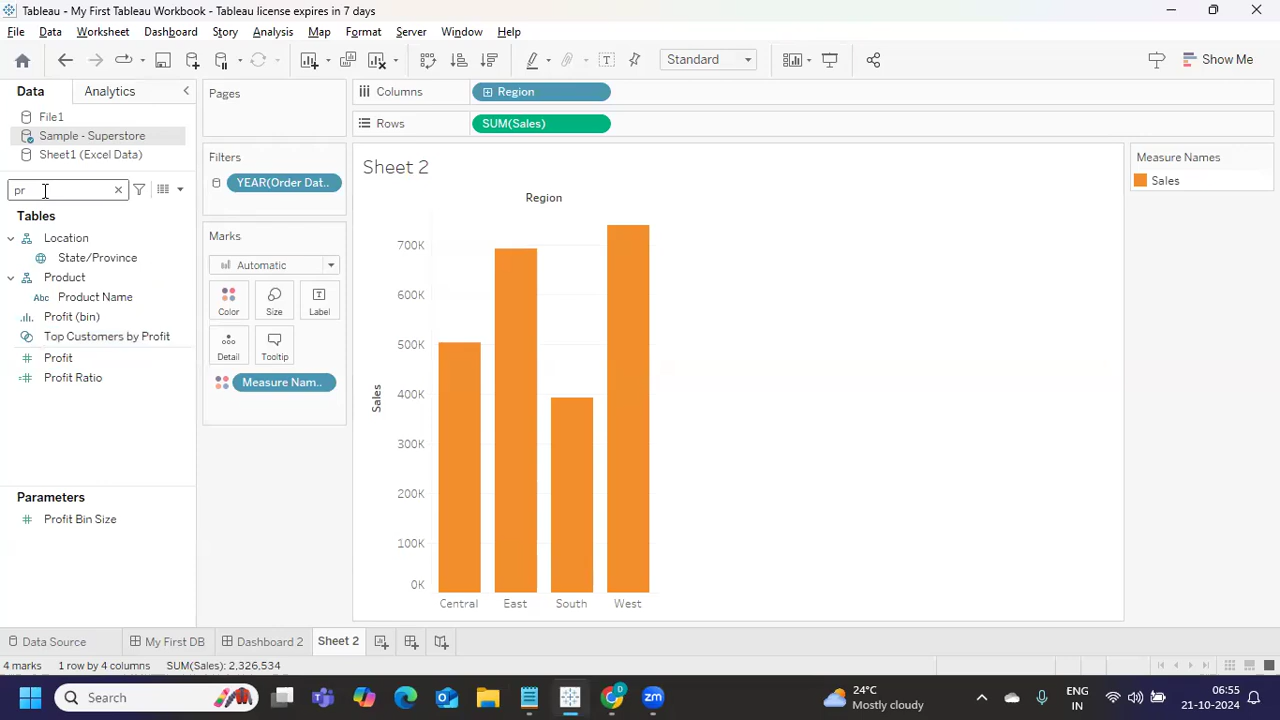 Tableau - My First Tableau Workbook - Tableau license expires in 7 days
File Data Worksheet Dashboard Story Analysis Map Format Server Window Help
Standard
Show Me
Data Analytics
File1
Sample - Superstore
Sheet1 (Excel Data)
pr
Tables
Location
State/Province
Product
Abc Product Name
Profit (bin)
Top Customers by Profit
Profit
Profit Ratio
Parameters
Profit Bin Size
Pages
Filters
YEAR(Order Dat..
Marks
Automatic
Color Size Label
Detail Tooltip
Measure Nam..
Columns Region
Rows SUM(Sales)
Sheet 2
Region
Sales
700K
600K
500K
400K
300K
200K
100K
0K
Central East South West
Measure Names
Sales
Data Source My First DB Dashboard 2 Sheet 2
4 marks 1 row by 4 columns SUM(Sales): 2,326,534
Search
24°C
Mostly cloudy
ENG
IN
06:55
21-10-2024